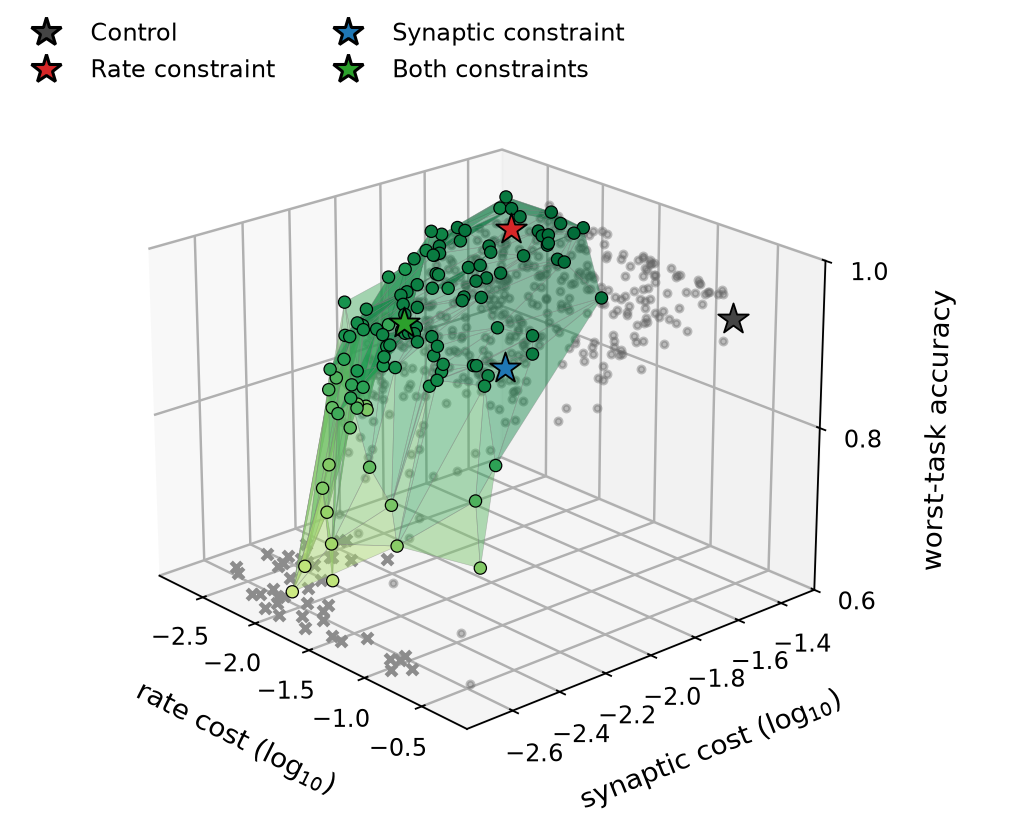 Control
Rate constraint
Synaptic constraint
Both constraints
1.0
0.8
0.6
worst-task accuracy
−2.5
−2.0
−1.5
−1.0
−0.5
rate cost (log₁₀)
−2.6
−2.4
−2.2
−2.0
−1.8
−1.6
−1.4
synaptic cost (log₁₀)